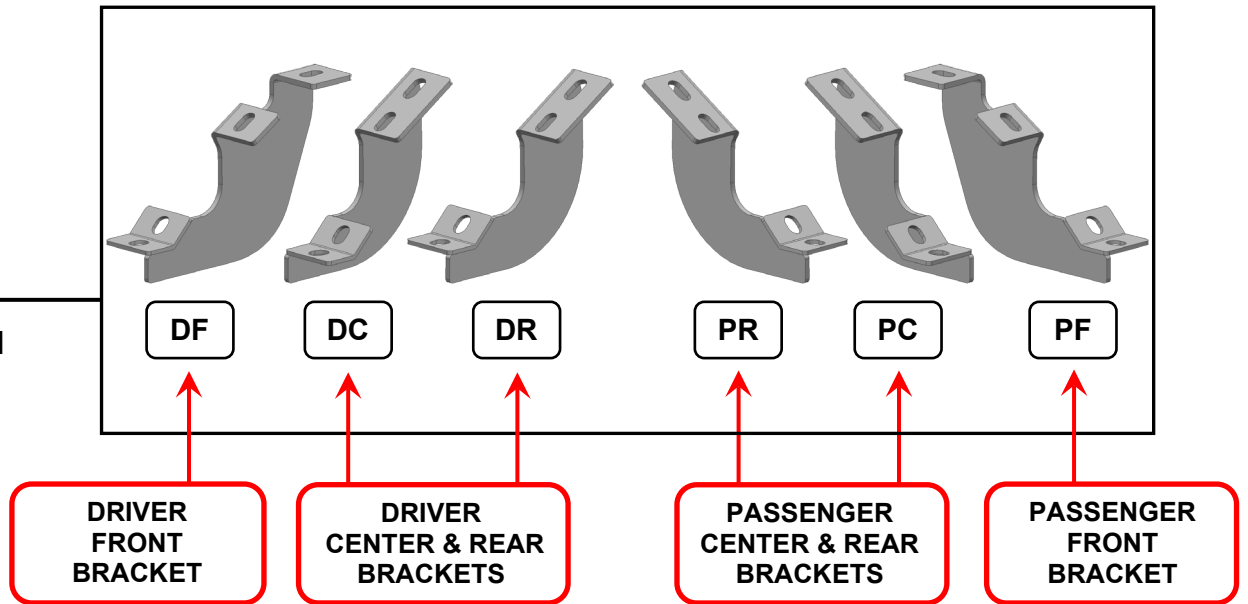 DF DC DR PR PC PF
DRIVER
FRONT
BRACKET
DRIVER
CENTER & REAR
BRACKETS
PASSENGER
CENTER & REAR
BRACKETS
PASSENGER
FRONT
BRACKET